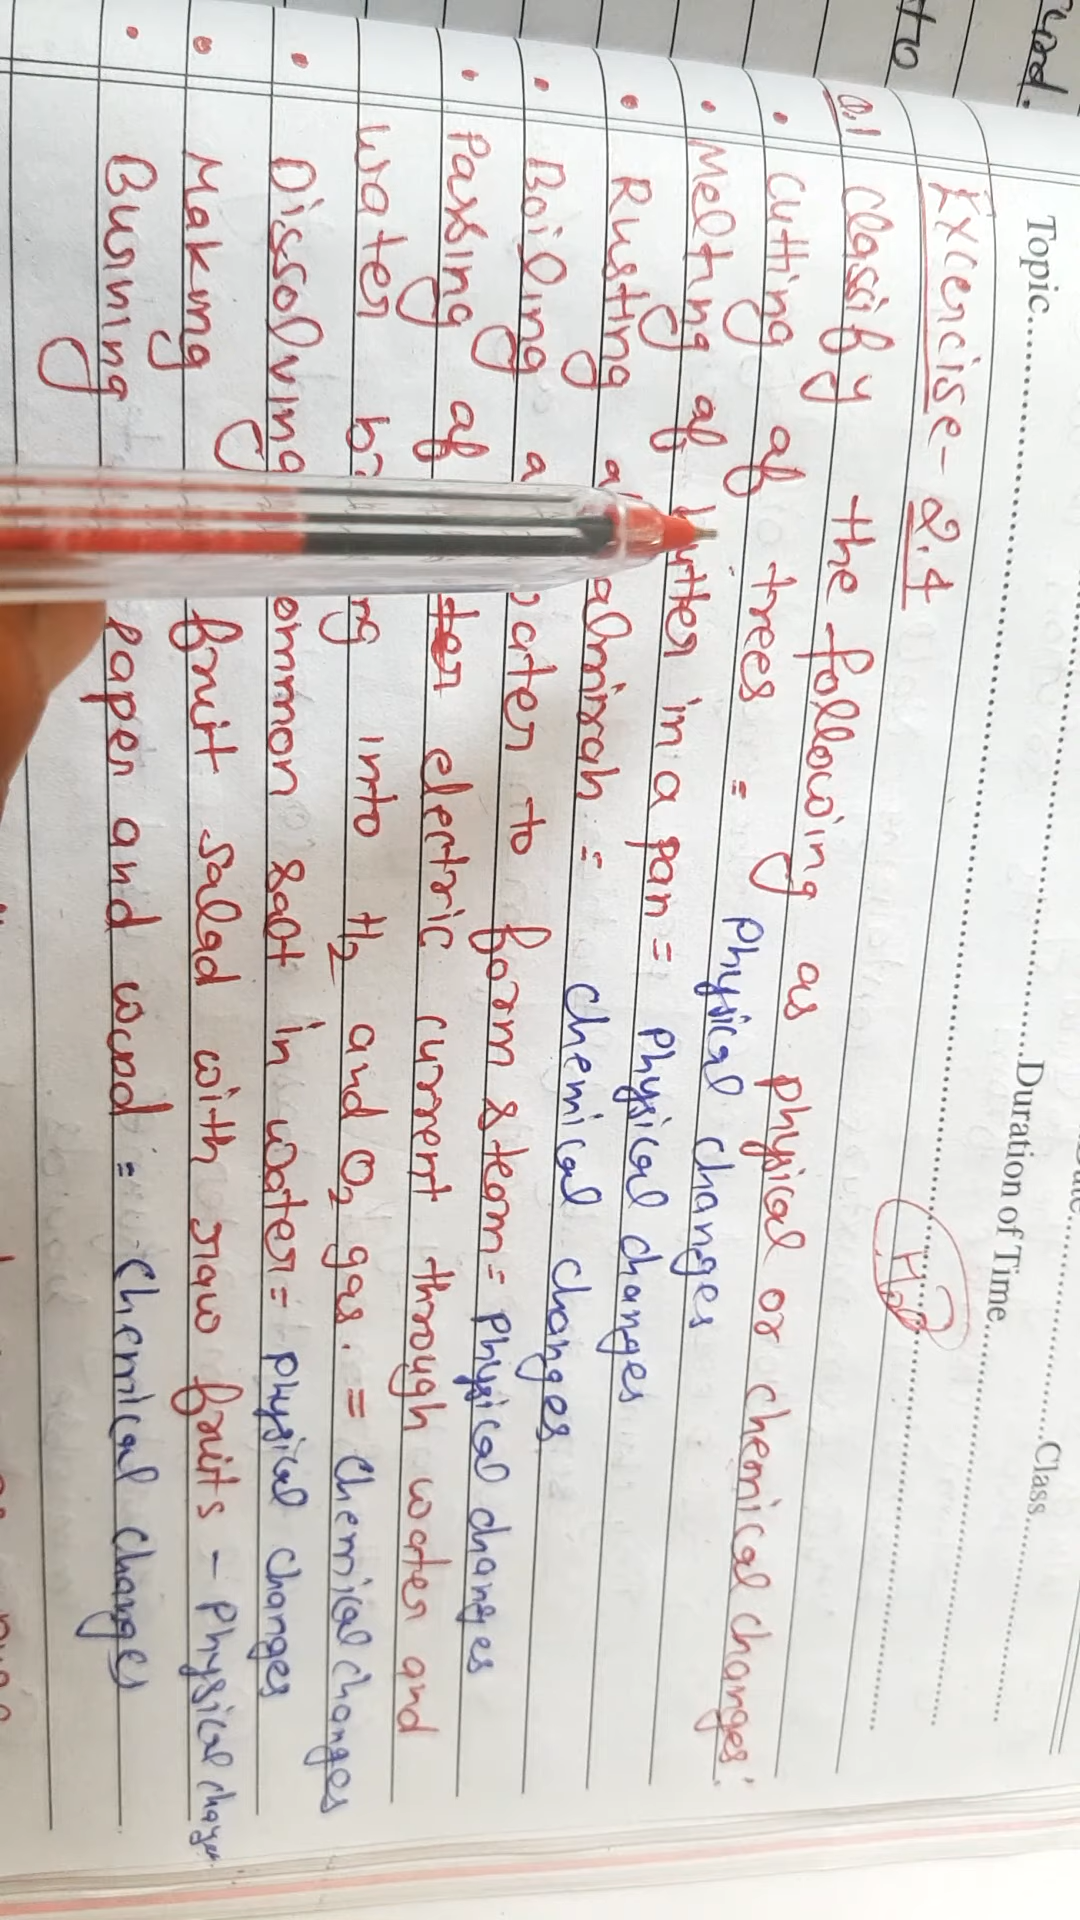 Topic
Duration of Time
Class
Excercise- 2.4
H.W
Q.1 Classify the following as physical or chemical changes.
• Cutting of trees = Physical changes
• Melting of butter in a pan = Physical changes
• Rusting almirah = Chemical changes
• Boiling water to form steam = Physical changes
• Passing of electric current through water and
water into H2 and O2 gas. = Chemical changes
• Dissolving common salt in water = Physical changes
• Making fruit salad with raw fruits - Physical changes
• Burning paper and wood = Chemical changes